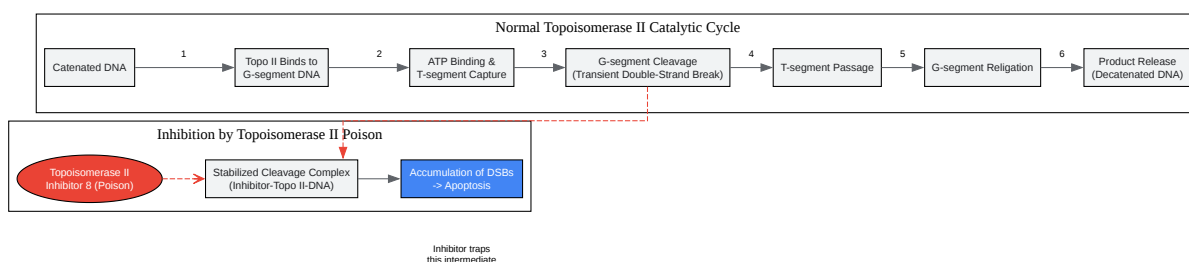 Normal Topoisomerase II Catalytic Cycle
Catenated DNA
1
Topo II Binds to
G-segment DNA
2
ATP Binding &
T-segment Capture
3
G-segment Cleavage
(Transient Double-Strand Break)
4
T-segment Passage
5
G-segment Religation
6
Product Release
(Decatenated DNA)
Inhibition by Topoisomerase II Poison
Topoisomerase II
Inhibitor 8 (Poison)
Stabilized Cleavage Complex
(Inhibitor-Topo II-DNA)
Accumulation of DSBs
-> Apoptosis
Inhibitor traps
this intermediate